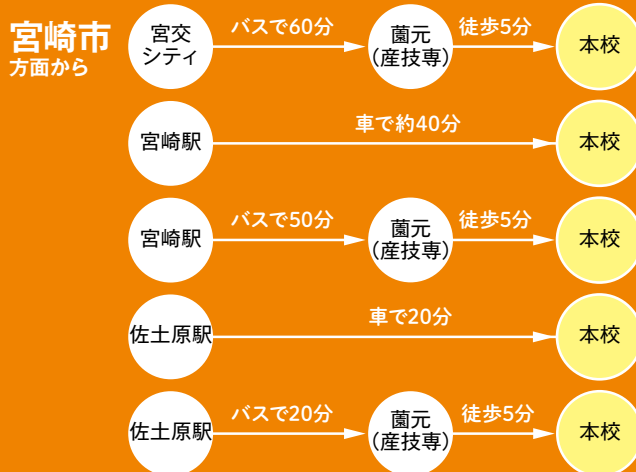 宮崎市
方面から
宮交
シティ
バスで60分
薗元
(産技専)
徒歩5分
本校
宮崎駅
車で約40分
本校
宮崎駅
バスで50分
薗元
(産技専)
徒歩5分
本校
佐土原駅
車で20分
本校
佐土原駅
バスで20分
薗元
(産技専)
徒歩5分
本校